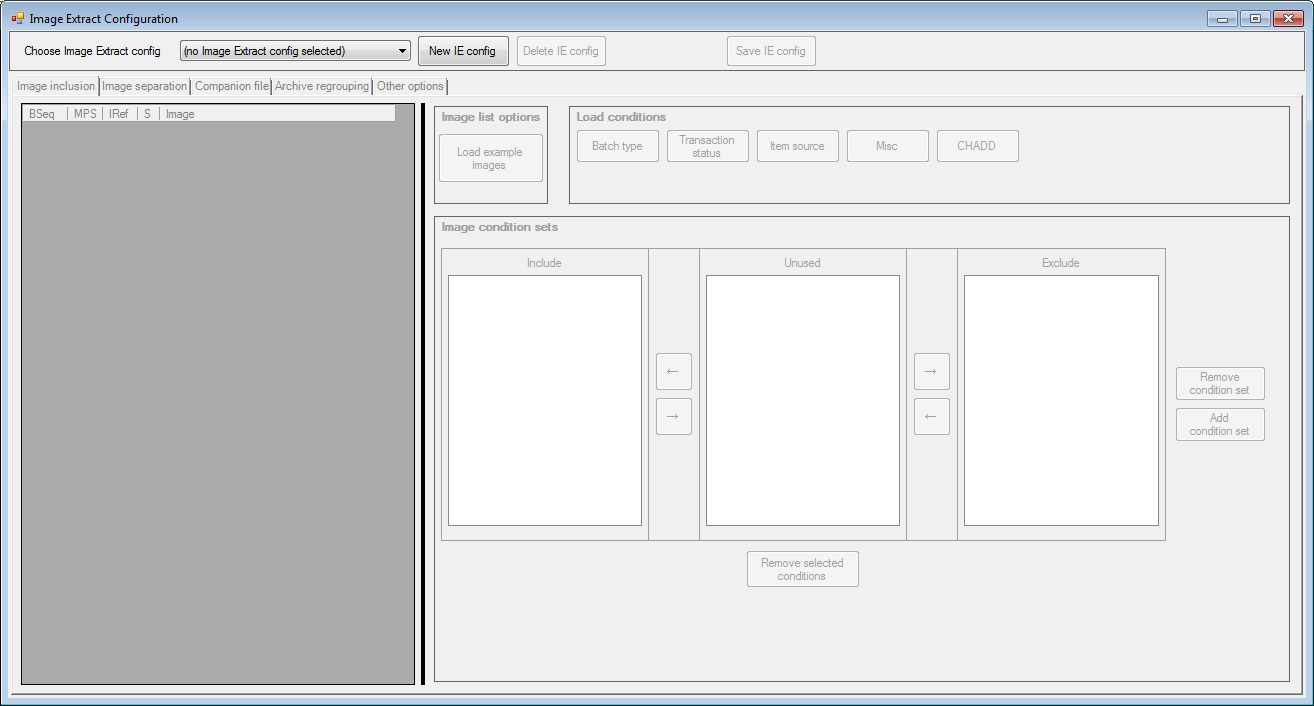 Image Extract Configuration
Choose Image Extract config (no Image Extract config selected) New IE config Delete IE config Save IE config
Image inclusion Image separation Companion file Archive regrouping Other options
BSeq MPS IRef S Image
Image list options
Load example
images
Load conditions
Batch type
Transaction
status
Item source
Misc
CHADD
Image condition sets
Include
Unused
Exclude
←
→
→
←
Remove
condition set
Add
condition set
Remove selected
conditions